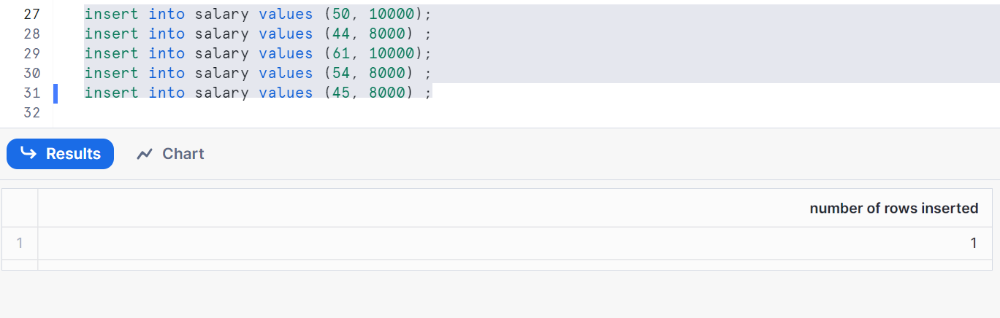 27 insert into salary values (50, 10000);
28 insert into salary values (44, 8000) ;
29 insert into salary values (61, 10000);
30 insert into salary values (54, 8000) ;
31 insert into salary values (45, 8000) ;
32
Results Chart
number of rows inserted
1 1